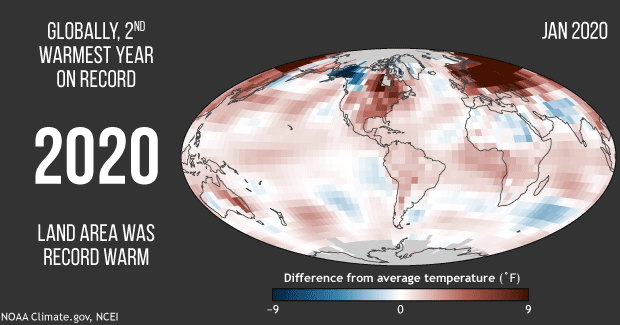 GLOBALLY, 2ND
WARMEST YEAR
ON RECORD
JAN 2020
2020
LAND AREA WAS
RECORD WARM
Difference from average temperature (°F)
-9 0 9
NOAA Climate.gov, NCEI